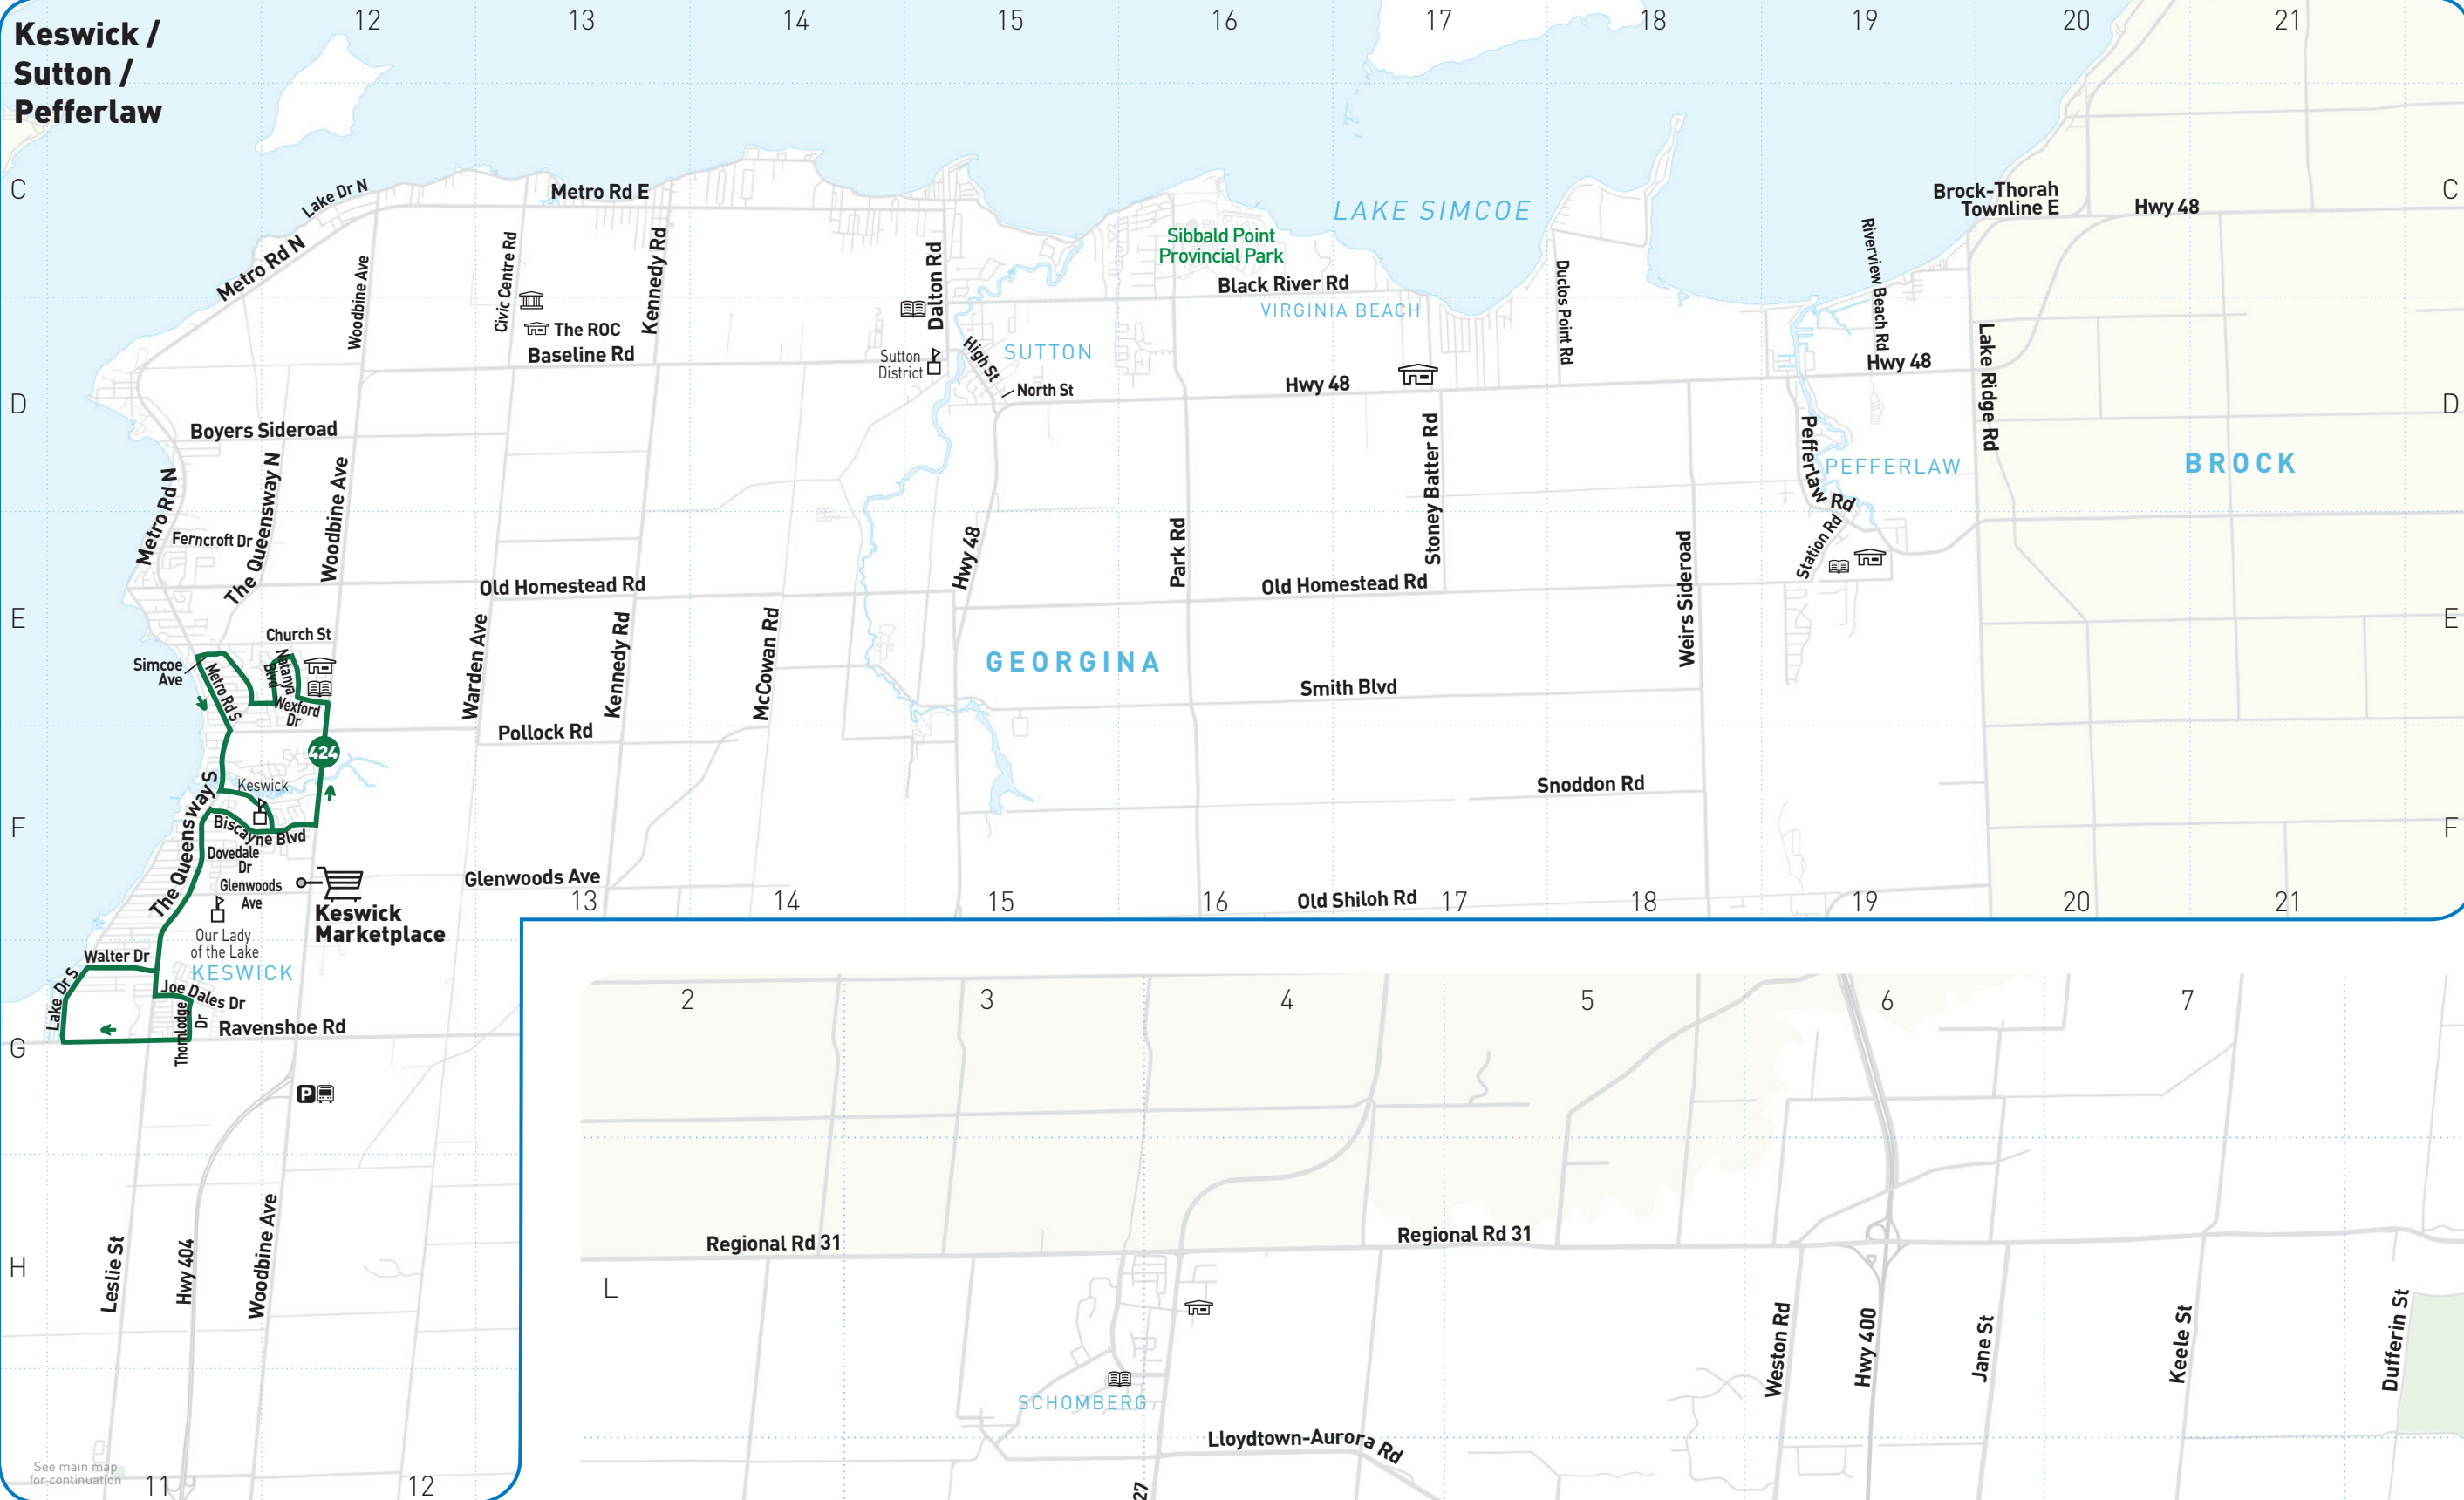 Keswick /
Sutton /
Pefferlaw
12
13
14
15
16
17
18
19
20
21
C
C
Lake Dr N
Metro Rd E
Metro Rd N
Woodbine Ave
Civic Centre Rd
Kennedy Rd
Dalton Rd
LAKE SIMCOE
Sibbald Point
Provincial Park
Black River Rd
VIRGINIA BEACH
Duclos Point Rd
Riverview Beach Rd
Brock-Thorah
Townline E
Hwy 48
The ROC
Baseline Rd
Sutton
District
High St
SUTTON
North St
Hwy 48
Hwy 48
Lake Ridge Rd
D
D
Boyers Sideroad
Metro Rd N
The Queensway N
Woodbine Ave
Ferncroft Dr
Stoney Batter Rd
Pefferlaw Rd
PEFFERLAW
BROCK
Station Rd
Hwy 48
Park Rd
Weirs Sideroad
Old Homestead Rd
Old Homestead Rd
E
E
Church St
Simcoe
Ave
Metro Rd S
Natanya
Blvd
Wexford
Dr
Warden Ave
Kennedy Rd
McCowan Rd
GEORGINA
Smith Blvd
Pollock Rd
424
Keswick
Snoddon Rd
F
F
The Queensway S
Biscayne Blvd
Dovedale
Dr
Glenwoods
Ave
Glenwoods Ave
Keswick
Marketplace
13
14
15
16
Old Shiloh Rd
17
18
19
20
21
Our Lady
of the Lake
Walter Dr
KESWICK
Lake Dr S
Joe Dales Dr
Thornlodge
Dr
Ravenshoe Rd
G
P
2
3
4
5
6
7
Leslie St
Hwy 404
Woodbine Ave
H
Regional Rd 31
Regional Rd 31
L
SCHOMBERG
Lloydtown-Aurora Rd
27
Weston Rd
Hwy 400
Jane St
Keele St
Dufferin St
See main map
for continuation
11
12